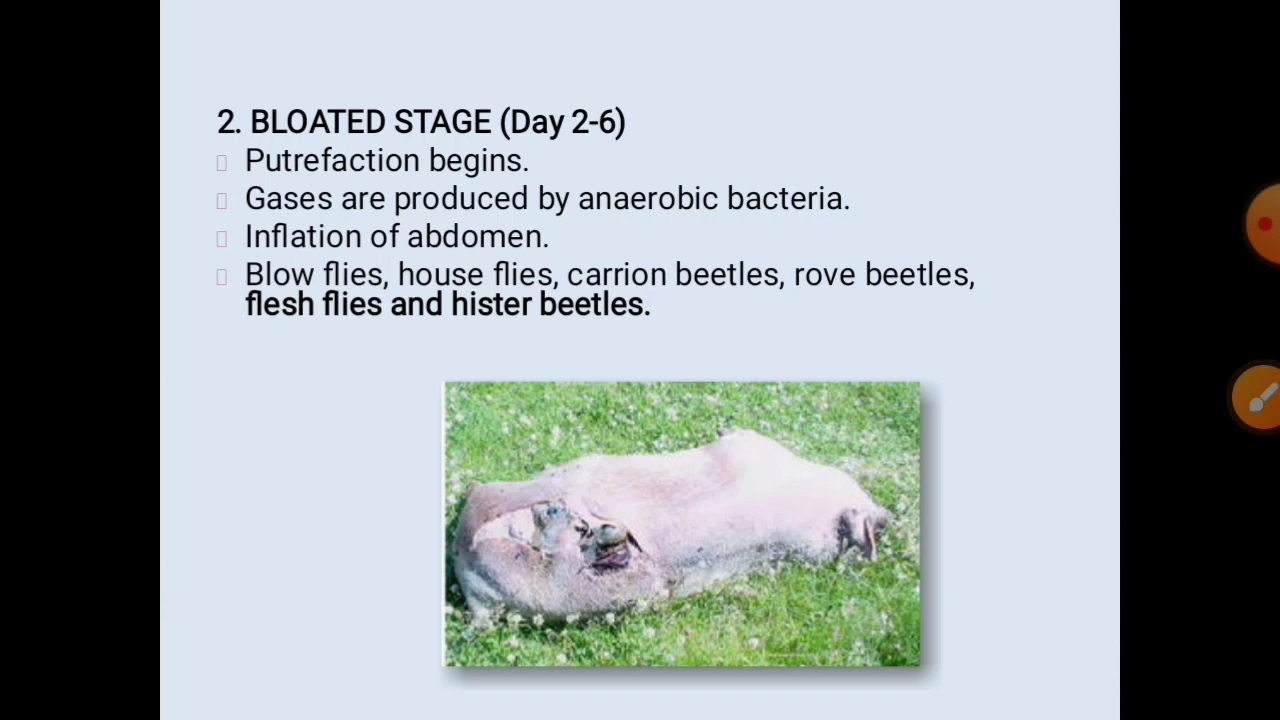 2. BLOATED STAGE (Day 2-6)
Putrefaction begins.
Gases are produced by anaerobic bacteria.
Inflation of abdomen.
Blow flies, house flies, carrion beetles, rove beetles,
flesh flies and hister beetles.